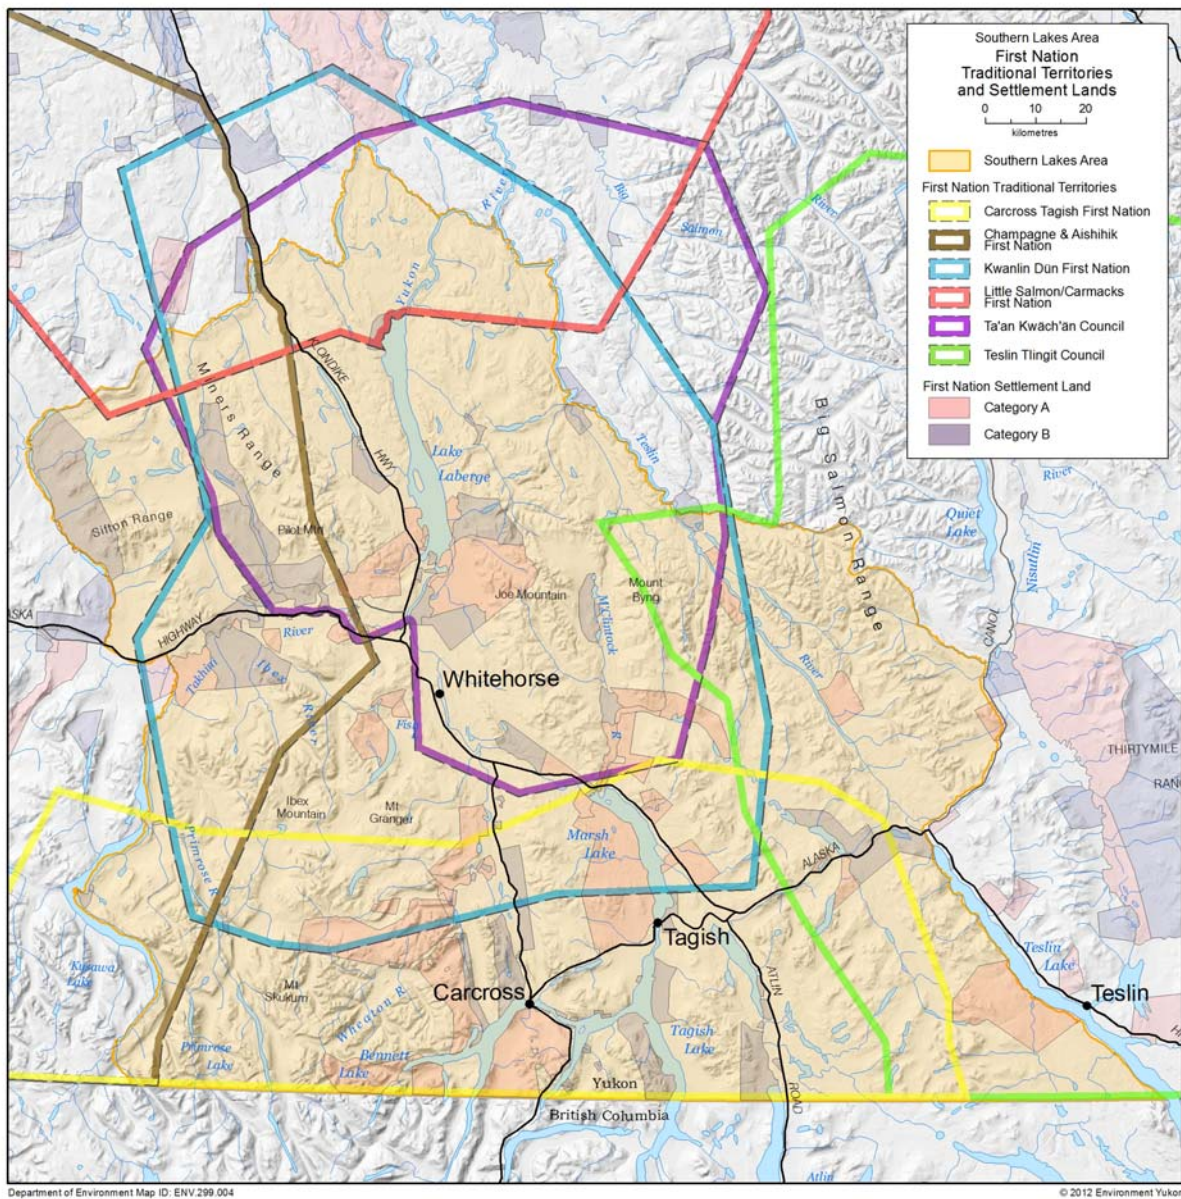 Southern Lakes Area
First Nation
Traditional Territories
and Settlement Lands
0 10 20
kilometres
Southern Lakes Area
First Nation Traditional Territories
Carcross Tagish First Nation
Champagne & Aishihik
First Nation
Kwanlin Dün First Nation
Little Salmon/Carmacks
First Nation
Ta'an Kwäch'än Council
Teslin Tlingit Council
First Nation Settlement Land
Category A
Category B
River
Big
Salmon
River
Yukon
KLONDIKE
HWY
Miners Range
Lake
Laberge
Teslin
Big Salmon Range
River
Quiet
Lake
Nisutlin
Sifton Range
Pilot Mtn
Joe Mountain
Mount
Byng
M'Clintock
R
River
CANOL
ASKA
HIGHWAY
River
Takhini
Ibex
River
Whitehorse
Fish
THIRTYMILE
RANG
Ibex
Mountain
Mt
Granger
Primrose R
Marsh
Lake
ALASKA
Tagish
Kusawa
Lake
Mt
Skukum
Wheaton R
Carcross
ATLIN
ROAD
Teslin
Lake
Teslin
Primrose
Lake
Bennett
Lake
Tagish
Lake
Yukon
British Columbia
Atlin
Department of Environment Map ID: ENV.299.004
© 2012 Environment Yukon